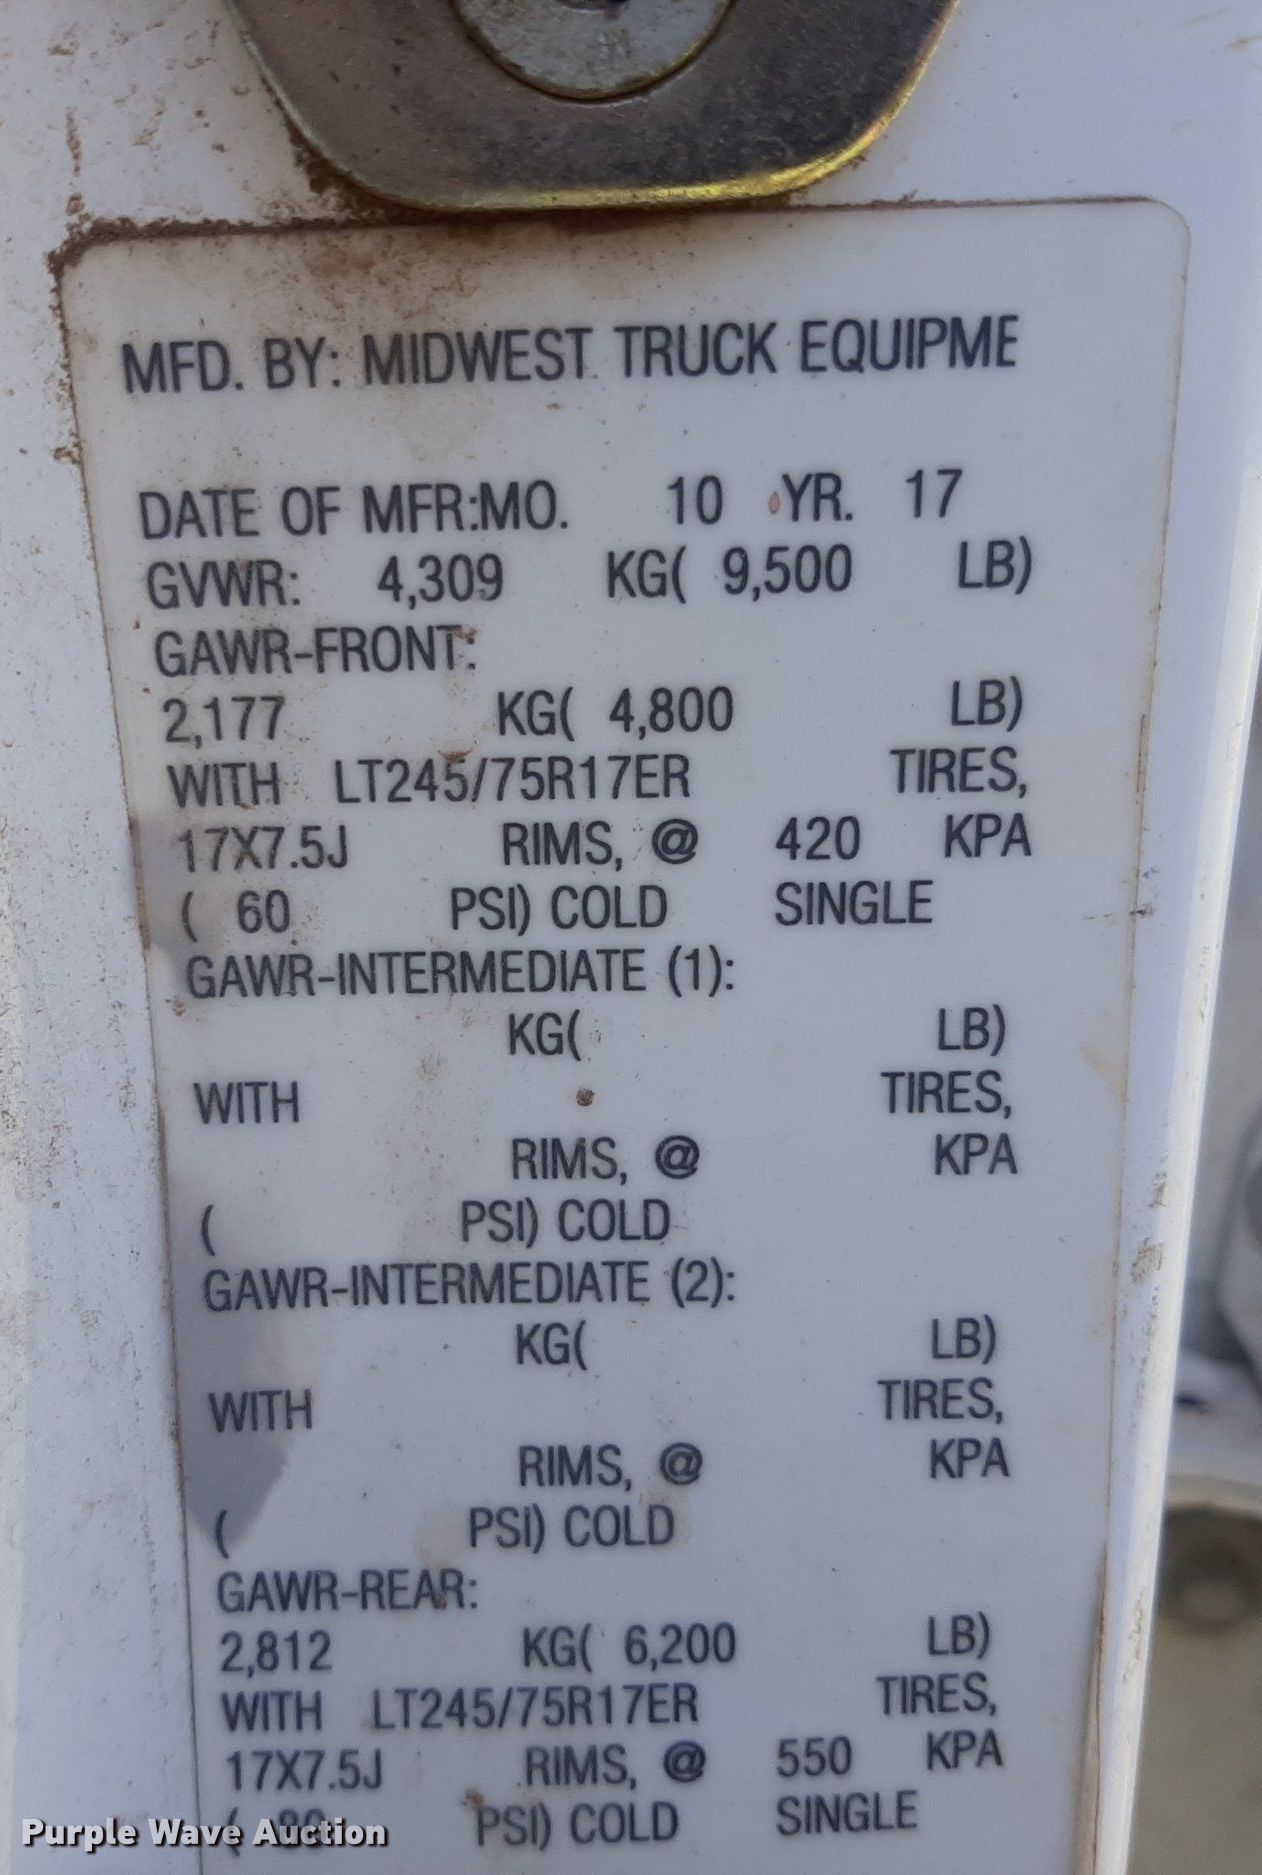 MFD. BY: MIDWEST TRUCK EQUIPME
DATE OF MFR:MO. 10 YR. 17
GVWR: 4,309 KG( 9,500 LB)
GAWR-FRONT:
2,177 KG( 4,800 LB)
WITH LT245/75R17ER TIRES,
17X7.5J RIMS, @ 420 KPA
( 60 PSI) COLD SINGLE
GAWR-INTERMEDIATE (1):
KG( LB)
WITH TIRES,
RIMS, @ KPA
( PSI) COLD
GAWR-INTERMEDIATE (2):
KG( LB)
WITH TIRES,
RIMS, @ KPA
( PSI) COLD
GAWR-REAR:
2,812 KG( 6,200 LB)
WITH LT245/75R17ER TIRES,
17X7.5J RIMS, @ 550 KPA
( PSI) COLD SINGLE
Purple Wave Auction